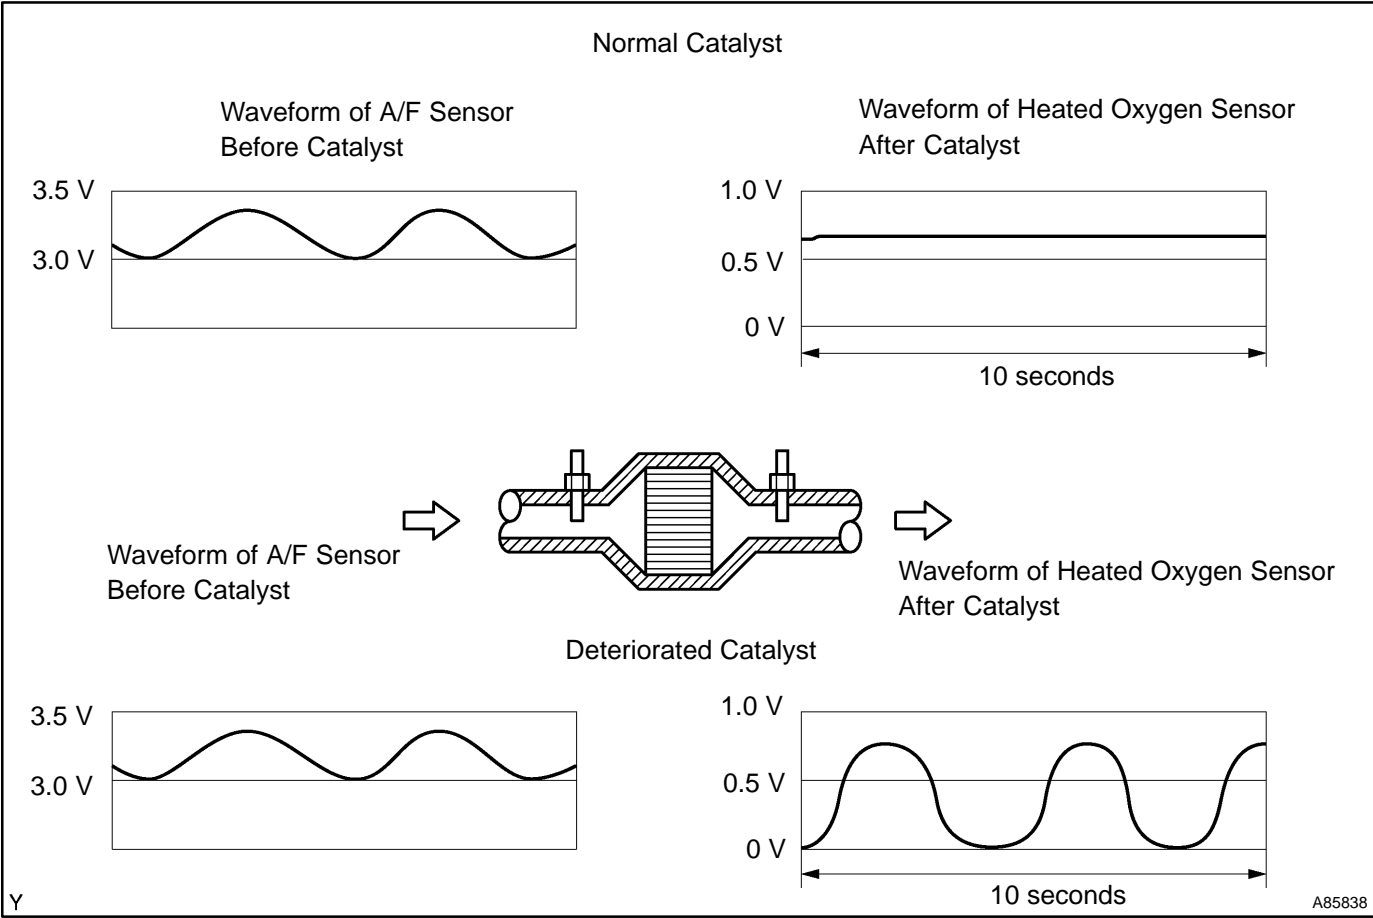 Normal Catalyst
Waveform of A/F Sensor
Before Catalyst
3.5 V
3.0 V
Waveform of Heated Oxygen Sensor
After Catalyst
1.0 V
0.5 V
0 V
10 seconds
Waveform of A/F Sensor
Before Catalyst
Waveform of Heated Oxygen Sensor
After Catalyst
Deteriorated Catalyst
3.5 V
3.0 V
1.0 V
0.5 V
0 V
10 seconds
Y
A85838